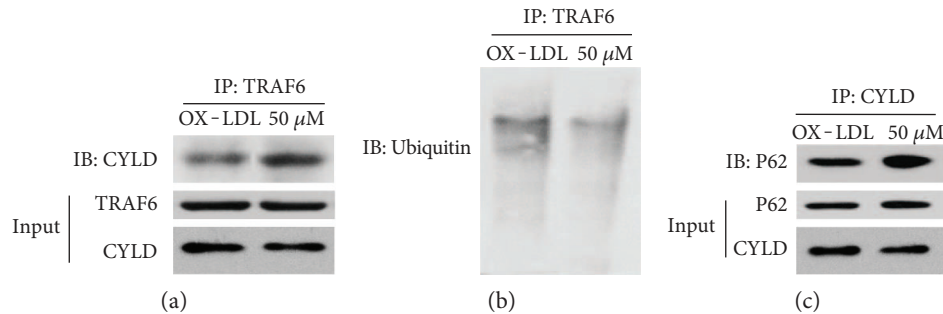 IP: TRAF6
OX-LDL 50 μM
IB: CYLD
TRAF6
Input
CYLD
(a)
IP: TRAF6
OX-LDL 50 μM
IB: Ubiquitin
(b)
IP: CYLD
OX-LDL 50 μM
IB: P62
P62
Input
CYLD
(c)